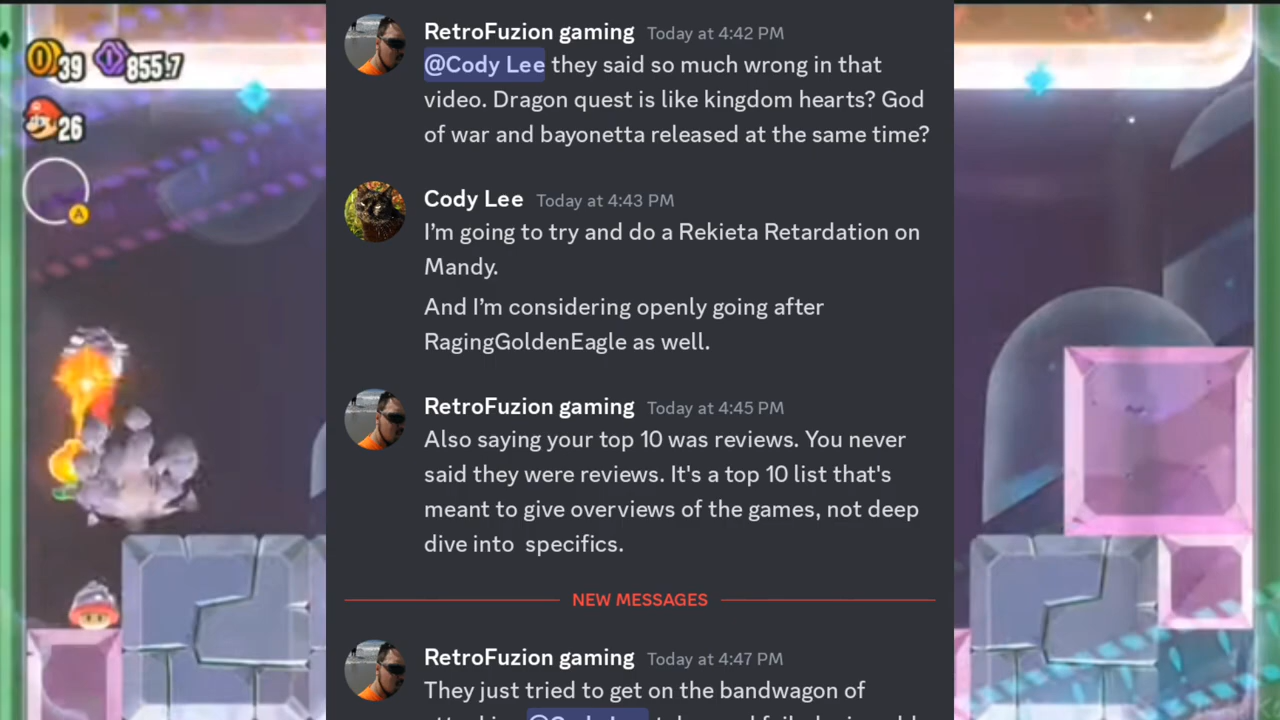 39
855.7
26
A
RetroFuzion gaming Today at 4:42 PM
@Cody Lee they said so much wrong in that
video. Dragon quest is like kingdom hearts? God
of war and bayonetta released at the same time?
Cody Lee Today at 4:43 PM
I’m going to try and do a Rekieta Retardation on
Mandy.
And I’m considering openly going after
RagingGoldenEagle as well.
RetroFuzion gaming Today at 4:45 PM
Also saying your top 10 was reviews. You never
said they were reviews. It's a top 10 list that's
meant to give overviews of the games, not deep
dive into specifics.
NEW MESSAGES
RetroFuzion gaming Today at 4:47 PM
They just tried to get on the bandwagon of
@Cody Lee